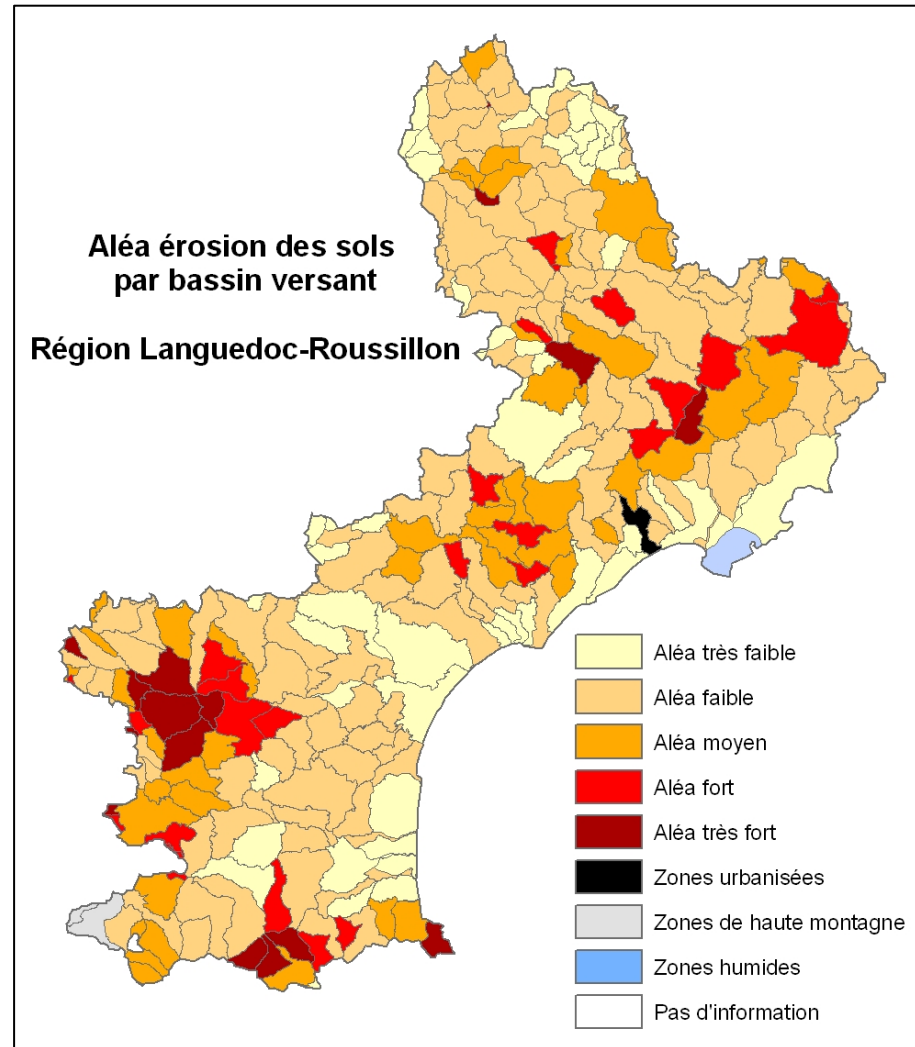 Aléa érosion des sols
par bassin versant
Région Languedoc-Roussillon
Aléa très faible
Aléa faible
Aléa moyen
Aléa fort
Aléa très fort
Zones urbanisées
Zones de haute montagne
Zones humides
Pas d'information